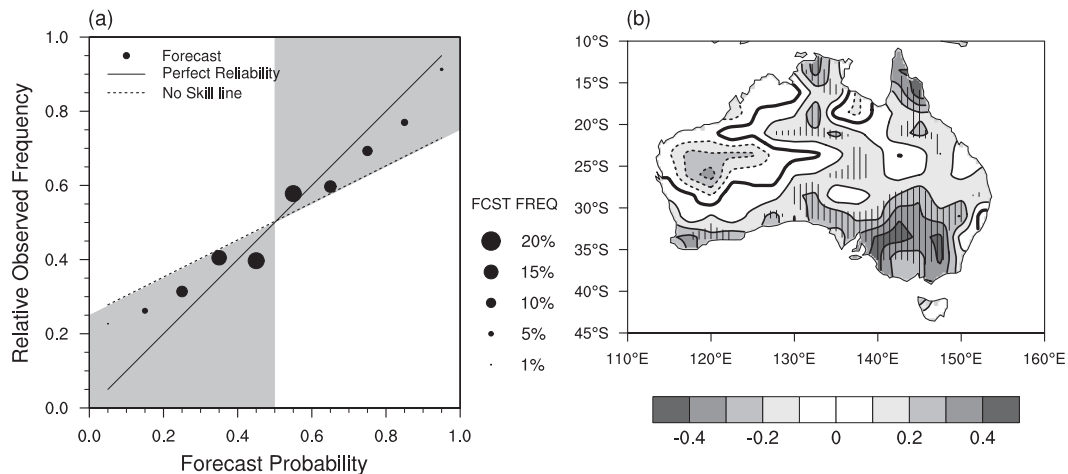 (a)
1.0
0.8
0.6
0.4
0.2
0.0
Relative Observed Frequency
Forecast
Perfect Reliability
No Skill line
0.0 0.2 0.4 0.6 0.8 1.0
Forecast Probability
FCST FREQ
20%
15%
10%
5%
1%
(b)
10°S
15°S
20°S
25°S
30°S
35°S
40°S
45°S
110°E 120°E 130°E 140°E 150°E 160°E
-0.4 -0.2 0 0.2 0.4